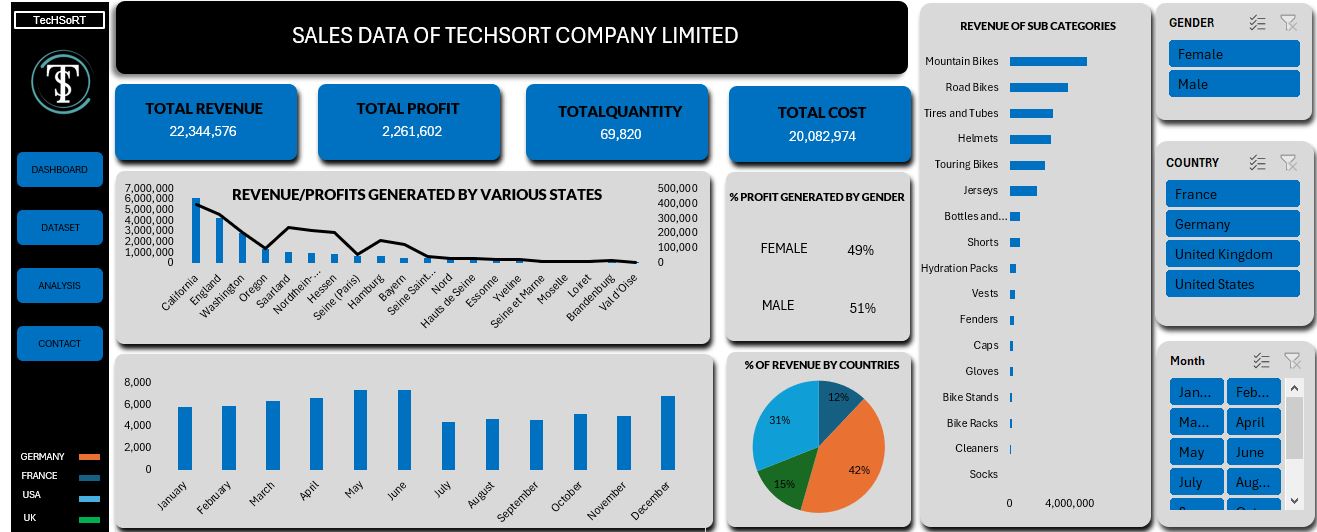 TecHSoRT
DASHBOARD
DATASET
ANALYSIS
CONTACT
GERMANY
FRANCE
USA
UK
SALES DATA OF TECHSORT COMPANY LIMITED
TOTAL REVENUE
22,344,576
TOTAL PROFIT
2,261,602
TOTALQUANTITY
69,820
TOTAL COST
20,082,974
REVENUE/PROFITS GENERATED BY VARIOUS STATES
7,000,000
6,000,000
5,000,000
4,000,000
3,000,000
2,000,000
1,000,000
0
500,000
400,000
300,000
200,000
100,000
0
California
England
Washington
Oregon
Saarland
Nordrhein-...
Hessen
Seine (Paris)
Hamburg
Bayern
Seine Saint...
Nord
Hauts de Seine
Essonne
Yveline
Seine et Marne
Moselle
Loiret
Brandenburg
Val d'Oise
% PROFIT GENERATED BY GENDER
FEMALE 49%
MALE 51%
8,000
6,000
4,000
2,000
0
January
February
March
April
May
June
July
August
September
October
November
December
% OF REVENUE BY COUNTRIES
12%
31%
42%
15%
REVENUE OF SUB CATEGORIES
Mountain Bikes
Road Bikes
Tires and Tubes
Helmets
Touring Bikes
Jerseys
Bottles and...
Shorts
Hydration Packs
Vests
Fenders
Caps
Gloves
Bike Stands
Bike Racks
Cleaners
Socks
0 4,000,000
GENDER
Female
Male
COUNTRY
France
Germany
United Kingdom
United States
Month
Jan... Feb...
Ma... April
May June
July Aug...